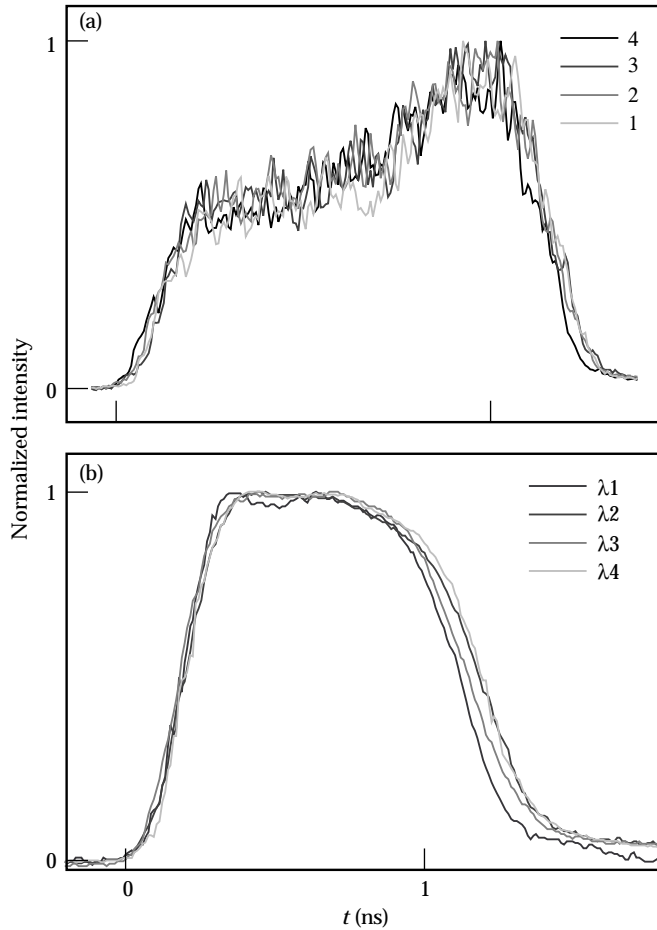 (a)
1
4
3
2
1
0
Normalized intensity
(b)
1
λ1
λ2
λ3
λ4
0
0
1
t (ns)